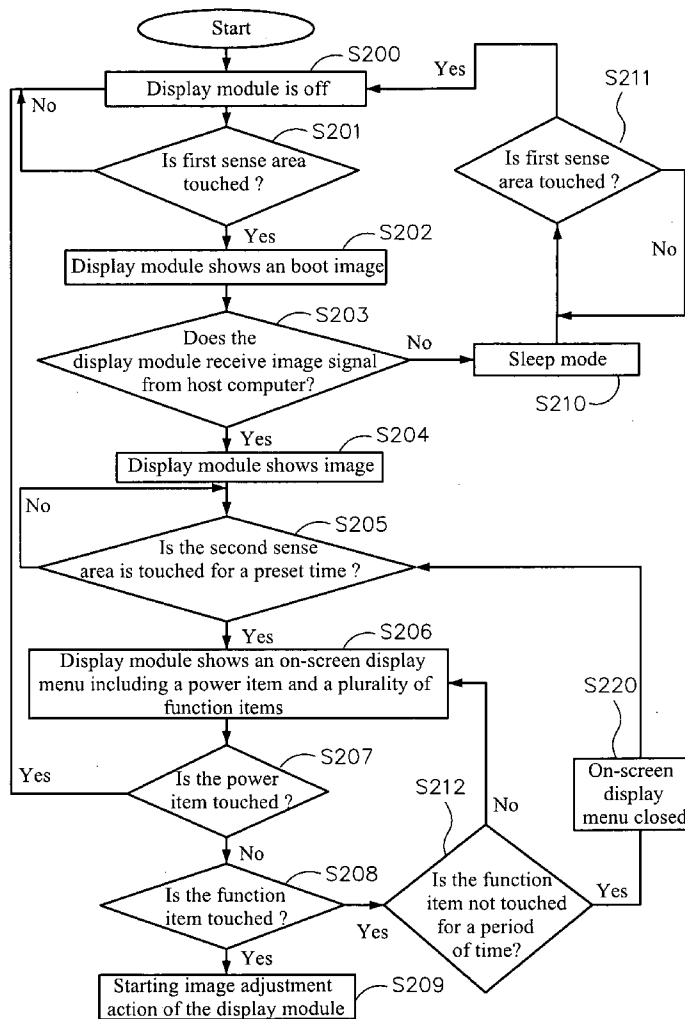 Start
S200
Display module is off
Yes
S211
No
S201
Is first sense area
touched ?
Is first sense
area touched ?
Yes
S202
No
Display module shows an boot image
S203
Does the
display module receive image signal
from host computer?
No
Sleep mode
S210
Yes
S204
Display module shows image
No
S205
Is the second sense
area is touched for a preset time ?
Yes
S206
Display module shows an on-screen display
menu including a power item and a plurality of
function items
S220
S207
Yes
Is the power
item touched ?
S212
No
On-screen
display
menu closed
No
S208
Is the function
item touched ?
Yes
Is the function
item not touched
for a period
of time?
Yes
Yes
Starting image adjustment
action of the display module
S209